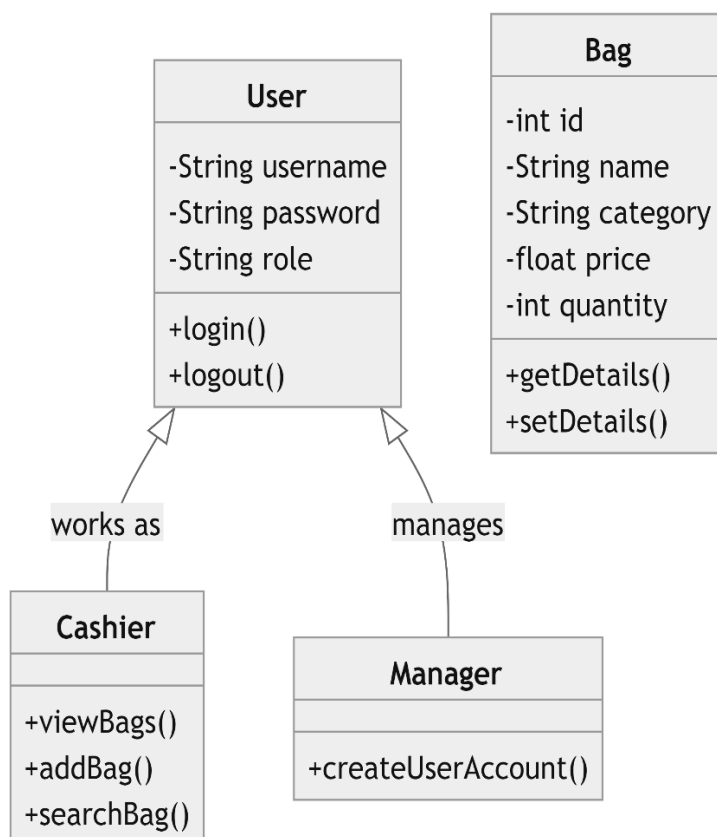 User
-String username
-String password
-String role
+login()
+logout()
Bag
-int id
-String name
-String category
-float price
-int quantity
+getDetails()
+setDetails()
works as
manages
Cashier
+viewBags()
+addBag()
+searchBag()
Manager
+createUserAccount()